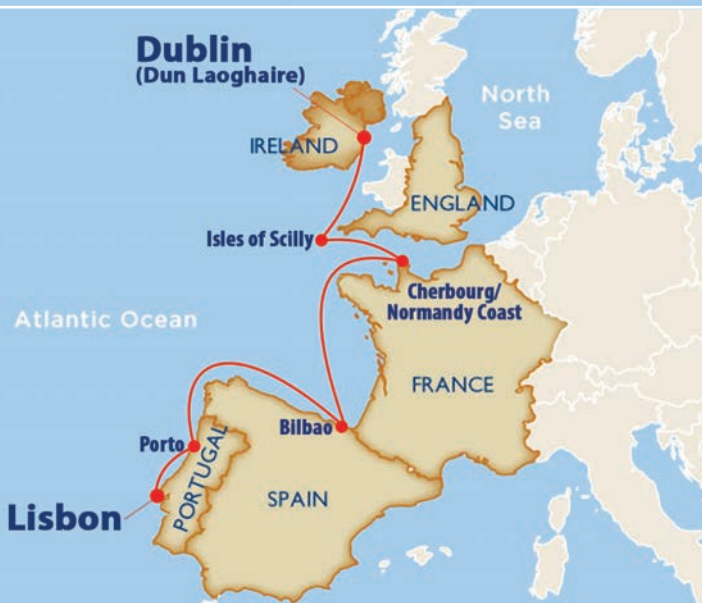 Dublin
(Dun Laoghaire)
North
Sea
IRELAND
ENGLAND
Isles of Scilly
Cherbourg/
Normandy Coast
Atlantic Ocean
FRANCE
Bilbao
Porto
PORTUGAL
SPAIN
Lisbon